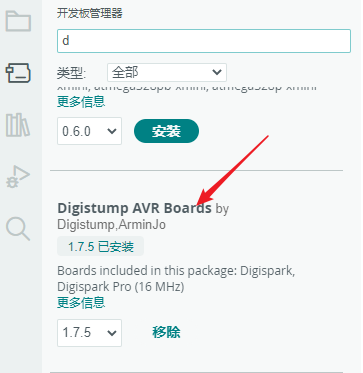 开发板管理器
d
类型:
全部
xmini, atmega328pb-xmini, atmega328p-xmini
更多信息
0.6.0
安装
Digistump AVR Boards by
Digistump,ArminJo
1.7.5 已安装
Boards included in this package: Digispark,
Digispark Pro (16 MHz)
更多信息
1.7.5
移除